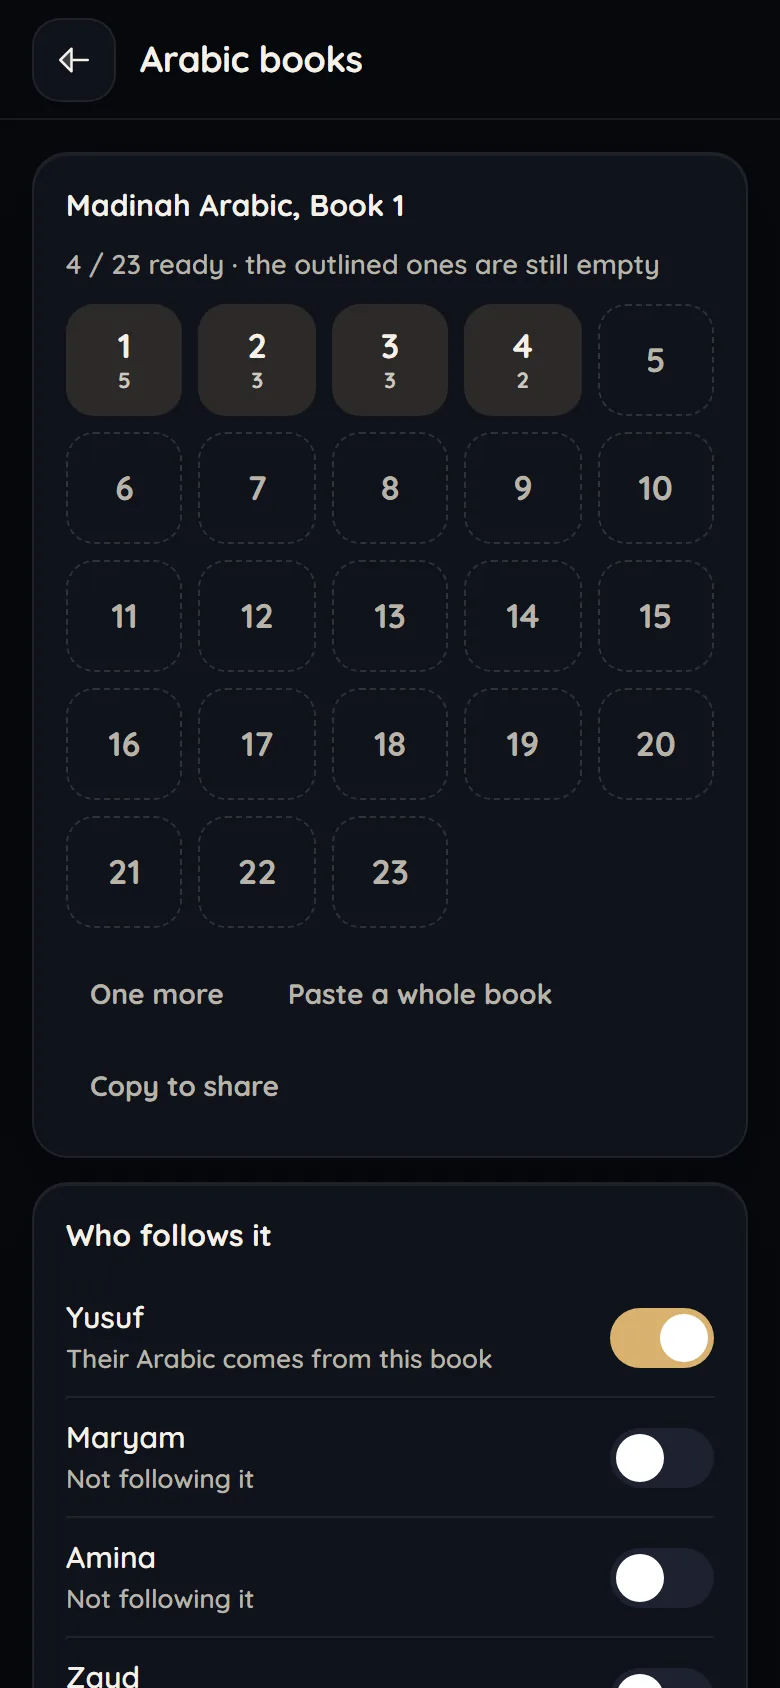 Arabic books
Madinah Arabic, Book 1
4 / 23 ready · the outlined ones are still empty
1 2 3 4 5
5 3 3 2
6 7 8 9 10
11 12 13 14 15
16 17 18 19 20
21 22 23
One more Paste a whole book
Copy to share
Who follows it
Yusuf
Their Arabic comes from this book
Maryam
Not following it
Amina
Not following it
Zayd